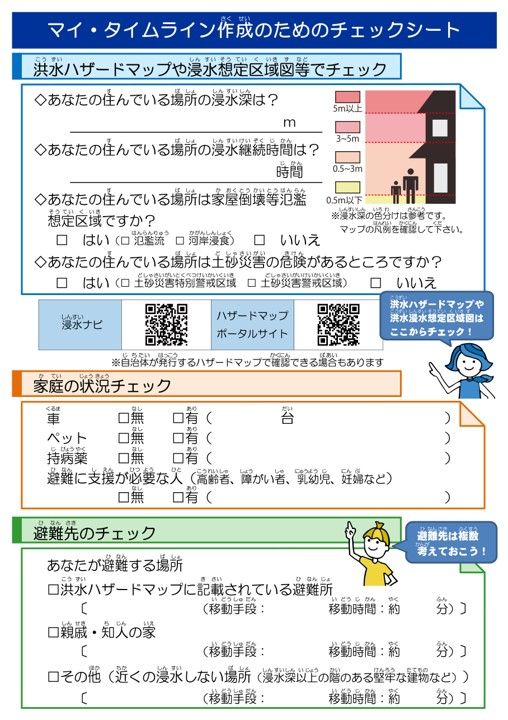 マイ・タイムライン作成のためのチェックシート
洪水ハザードマップや浸水想定区域図等でチェック
◇あなたの住んでいる場所の浸水深は？
m
◇あなたの住んでいる場所の浸水継続時間は？
時間
◇あなたの住んでいる場所は家屋倒壊等氾濫
想定区域ですか？
□ はい（□ 氾濫流 □ 河岸浸食） □ いいえ
◇あなたの住んでいる場所は土砂災害の危険があるところですか？
□ はい（□ 土砂災害特別警戒区域 □ 土砂災害警戒区域） □ いいえ
5m以上
3~5m
0.5~3m
0.5m以下
※浸水深の色分けは参考です。
マップの凡例を確認して下さい。
浸水ナビ
ハザードマップ
ポータルサイト
※自治体が発行するハザードマップで確認できる場合もあります
洪水ハザードマップや
洪水浸水想定区域図は
ここからチェック！
家庭の状況チェック
車 □無 □有（ 台 ）
ペット □無 □有（ ）
持病薬 □無 □有（ ）
避難に支援が必要な人（高齢者、障がい者、乳幼児、妊婦など）
□無 □有（ ）
避難先のチェック
避難先は複数
考えておこう！
あなたが避難する場所
□洪水ハザードマップに記載されている避難所
〔 （移動手段： 移動時間：約 分）〕
□親戚・知人の家
〔 （移動手段： 移動時間：約 分）〕
□その他（近くの浸水しない場所（浸水深以上の階のある堅牢な建物など））
〔 （移動手段： 移動時間：約 分）〕